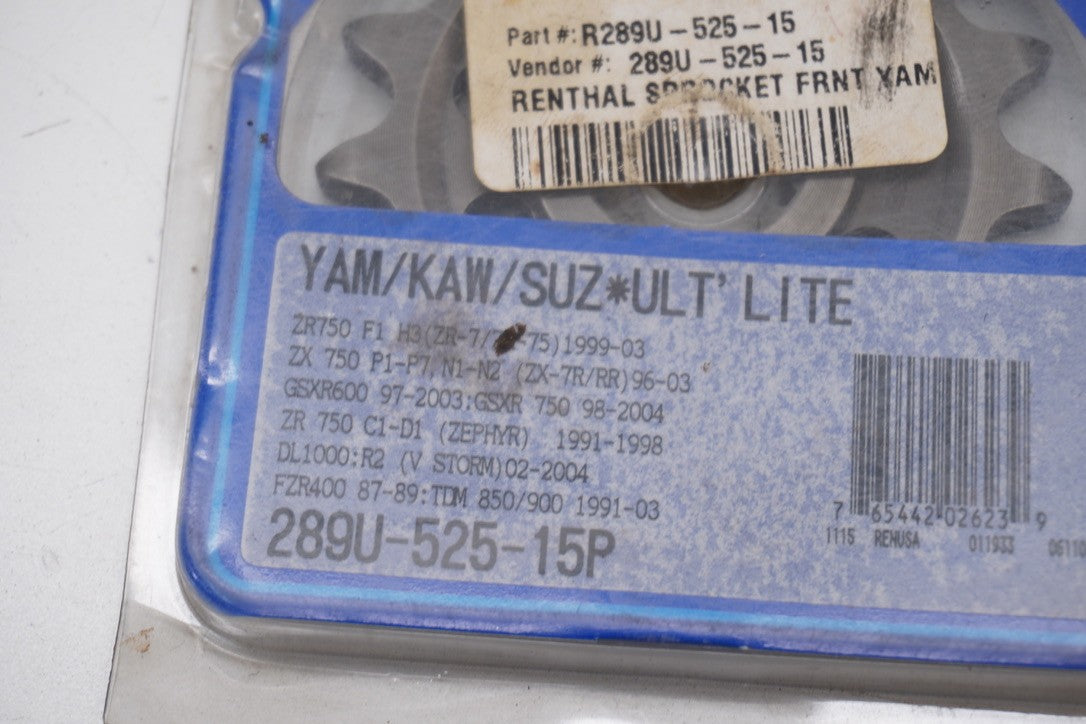 Part #: R289U-525-15
Vendor #: 289U-525-15
RENTHAL SPROCKET FRNT YAM
YAM/KAW/SUZ*ULT' LITE
ZR750 F1 H3(ZR-7/ -75)1999-03
ZX 750 P1-P7, N1-N2 (ZX-7R/RR)96-03
GSXR600 97-2003:GSXR 750 98-2004
ZR 750 C1-D1 (ZEPHYR) 1991-1998
DL1000:R2 (V STORM)02-2004
FZR400 87-89:TDM 850/900 1991-03
289U-525-15P
7 65442 02623 9
1115 RENUSA 011933